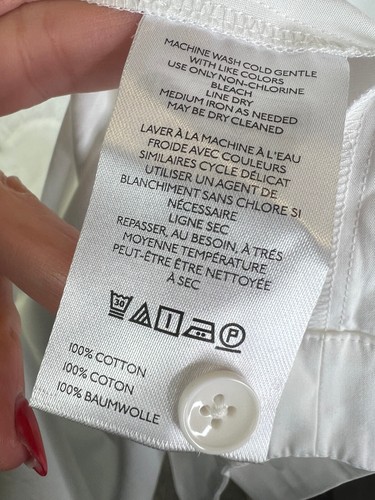 MACHINE WASH COLD GENTLE
WITH LIKE COLORS
USE ONLY NON-CHLORINE
BLEACH
LINE DRY
MEDIUM IRON AS NEEDED
MAY BE DRY CLEANED
LAVER À LA MACHINE À L'EAU
FROIDE AVEC COULEURS
SIMILAIRES CYCLE DÉLICAT
UTILISER UN AGENT DE
BLANCHIMENT SANS CHLORE SI
NÉCESSAIRE
LIGNE SEC
REPASSER, AU BESOIN, À TRÉS
MOYENNE TEMPÉRATURE
PEUT-ÊTRE ÊTRE NETTOYÉE
À SEC
30 P
100% COTTON
100% COTON
100% BAUMWOLLE